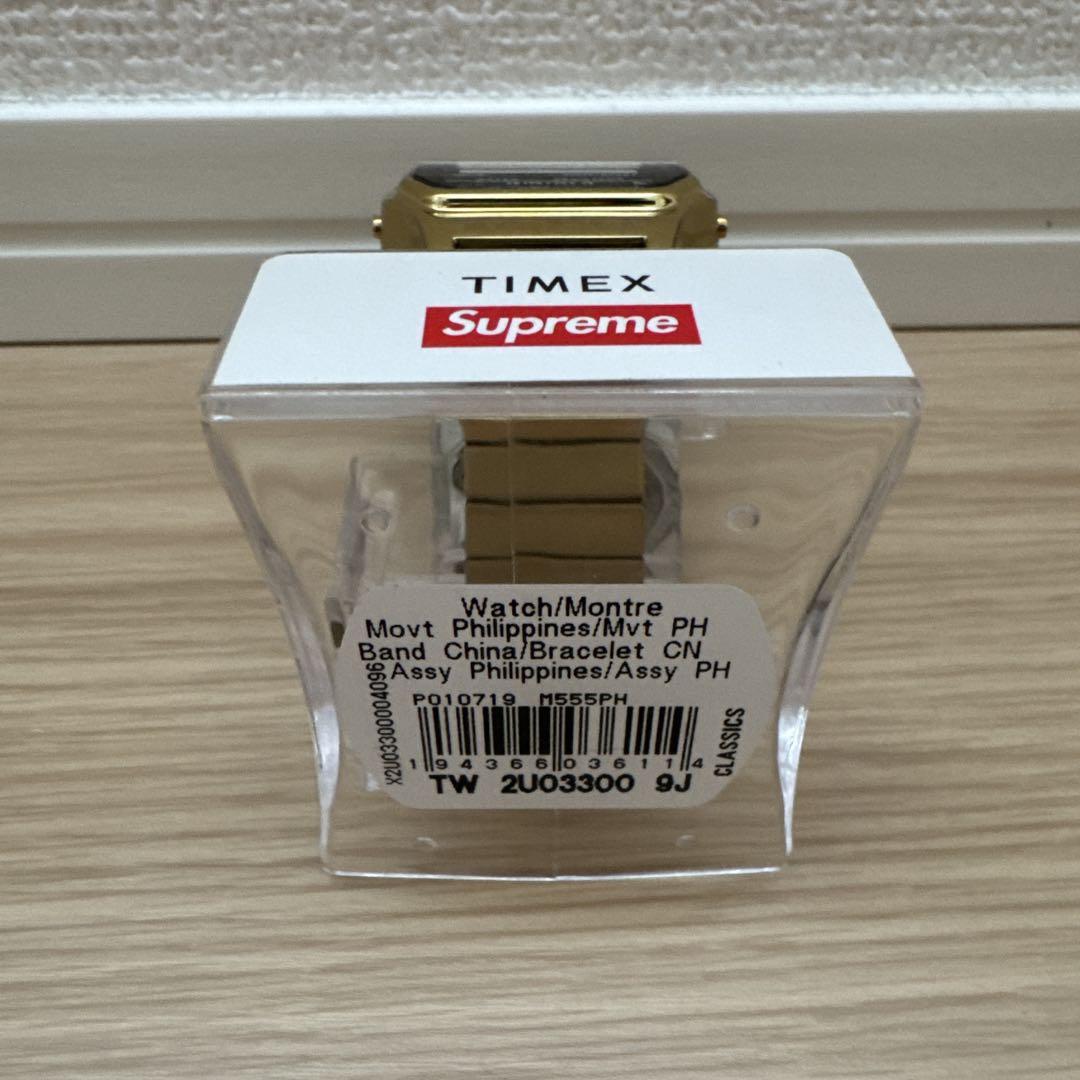 TIMEX
Supreme
Watch/Montre
Movt Philippines/Mvt PH
Band China/Bracelet CN
Assy Philippines/Assy PH
X2U03300004096
P010719 M555PH
1 94366 03611 4
CLASSICS
TW 2U03300 9J